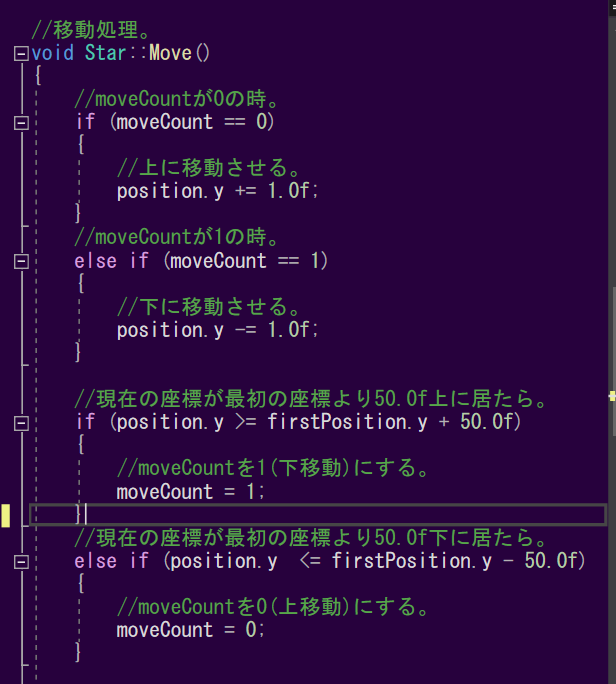 //移動処理。
void Star::Move()
{
//moveCountが0の時。
if (moveCount == 0)
{
//上に移動させる。
position.y += 1.0f;
}
//moveCountが1の時。
else if (moveCount == 1)
{
//下に移動させる。
position.y -= 1.0f;
}
//現在の座標が最初の座標より50.0f上に居たら。
if (position.y >= firstPosition.y + 50.0f)
{
//moveCountを1(下移動)にする。
moveCount = 1;
}
//現在の座標が最初の座標より50.0f下に居たら。
else if (position.y  <= firstPosition.y - 50.0f)
{
//moveCountを0(上移動)にする。
moveCount = 0;
}